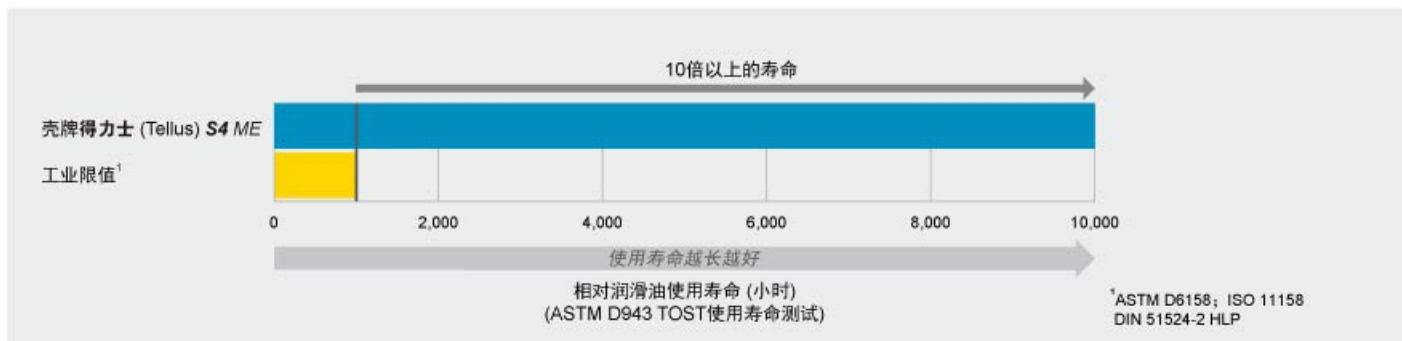 10倍以上的寿命
壳牌得力士 (Tellus) S4 ME
工业限值¹
0 2,000 4,000 6,000 8,000 10,000
使用寿命越长越好
相对润滑油使用寿命 (小时)
(ASTM D943 TOST使用寿命测试)
¹ASTM D6158; ISO 11158
DIN 51524-2 HLP